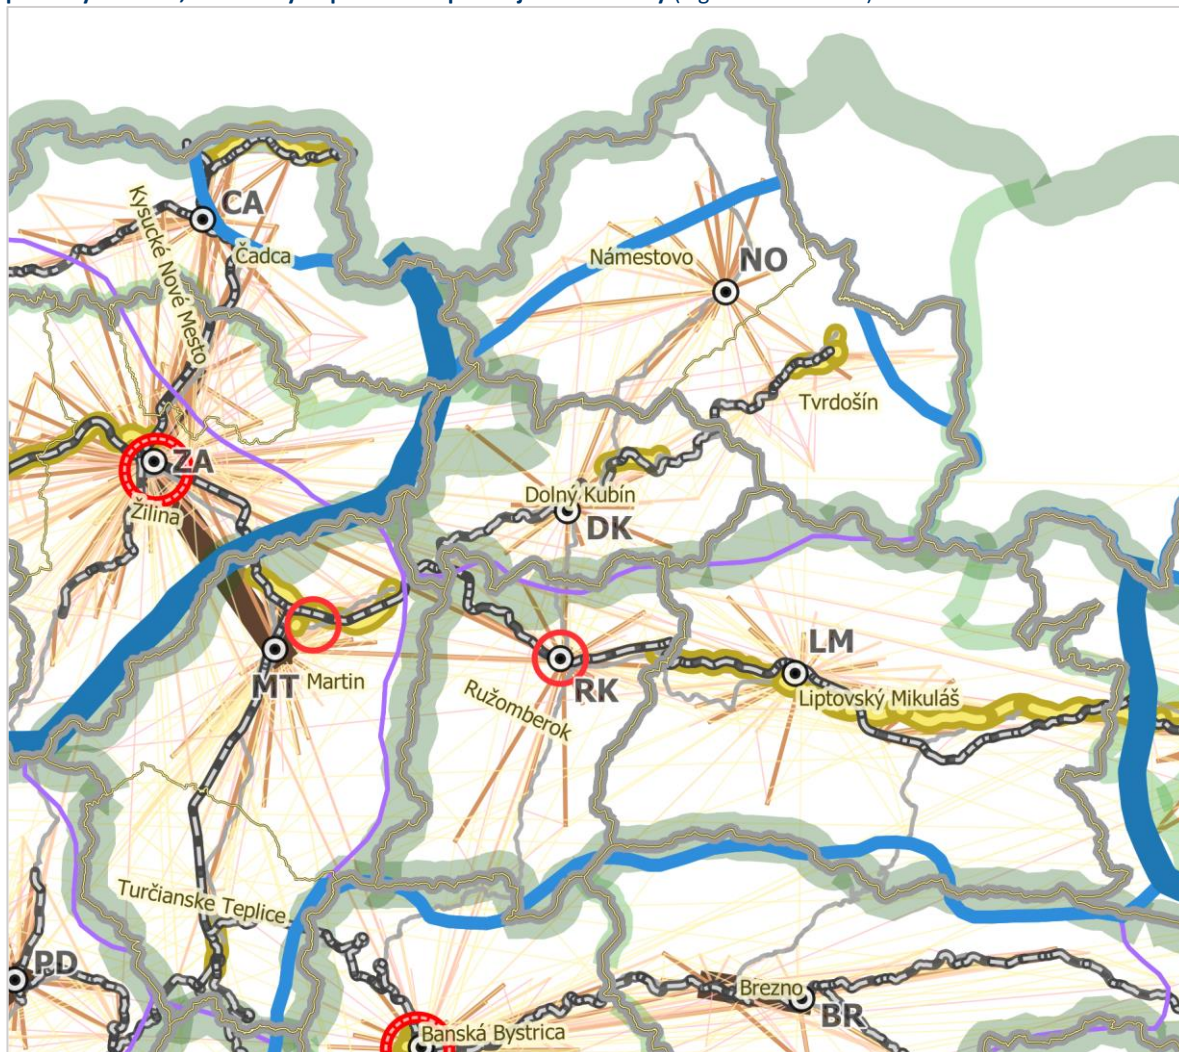 CA
Kysucké Nové Mesto
Čadca
Námestovo
NO
Tvrdošín
ZA
Žilina
Dolný Kubín
DK
LM
RK
MT
Martin
Ružomberok
Liptovský Mikuláš
Turčianske Teplice
PD
Brezno
BR
Banská Bystrica